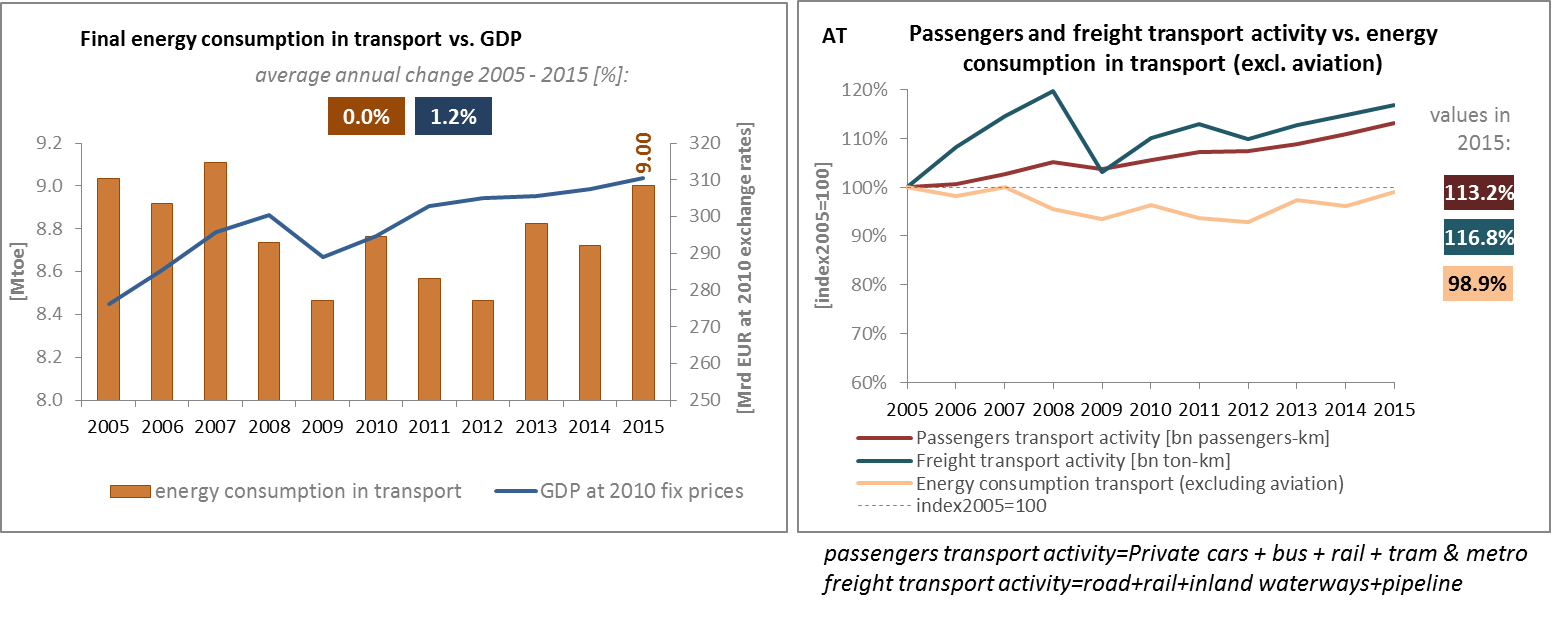 Final energy consumption in transport vs. GDP
average annual change 2005 - 2015 [%]:
0.0%
1.2%
[Mtoe]
9.2
9.0
8.8
8.6
8.4
8.2
8.0
9.00
320
310
300
290
280
270
260
250
[Mrd EUR at 2010 exchange rates]
2005 2006 2007 2008 2009 2010 2011 2012 2013 2014 2015
energy consumption in transport
GDP at 2010 fix prices
AT
Passengers and freight transport activity vs. energy
consumption in transport (excl. aviation)
[index2005=100]
120%
110%
100%
90%
80%
70%
60%
values in
2015:
113.2%
116.8%
98.9%
2005 2006 2007 2008 2009 2010 2011 2012 2013 2014 2015
Passengers transport activity [bn passengers-km]
Freight transport activity [bn ton-km]
Energy consumption transport (excluding aviation)
index2005=100
passengers transport activity=Private cars + bus + rail + tram & metro
freight transport activity=road+rail+inland waterways+pipeline